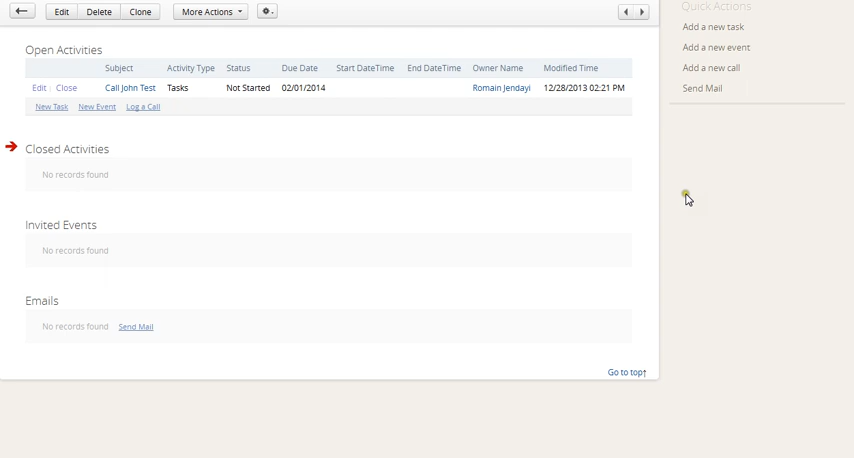 Edit Delete Clone More Actions
Quick Actions
Add a new task
Add a new event
Add a new call
Send Mail
Open Activities
Subject Activity Type Status Due Date Start DateTime End DateTime Owner Name Modified Time
Edit Close Call John Test Tasks Not Started 02/01/2014 Romain Jendayi 12/28/2013 02:21 PM
New Task New Event Log a Call
Closed Activities
No records found
Invited Events
No records found
Emails
No records found Send Mail
Go to top↑